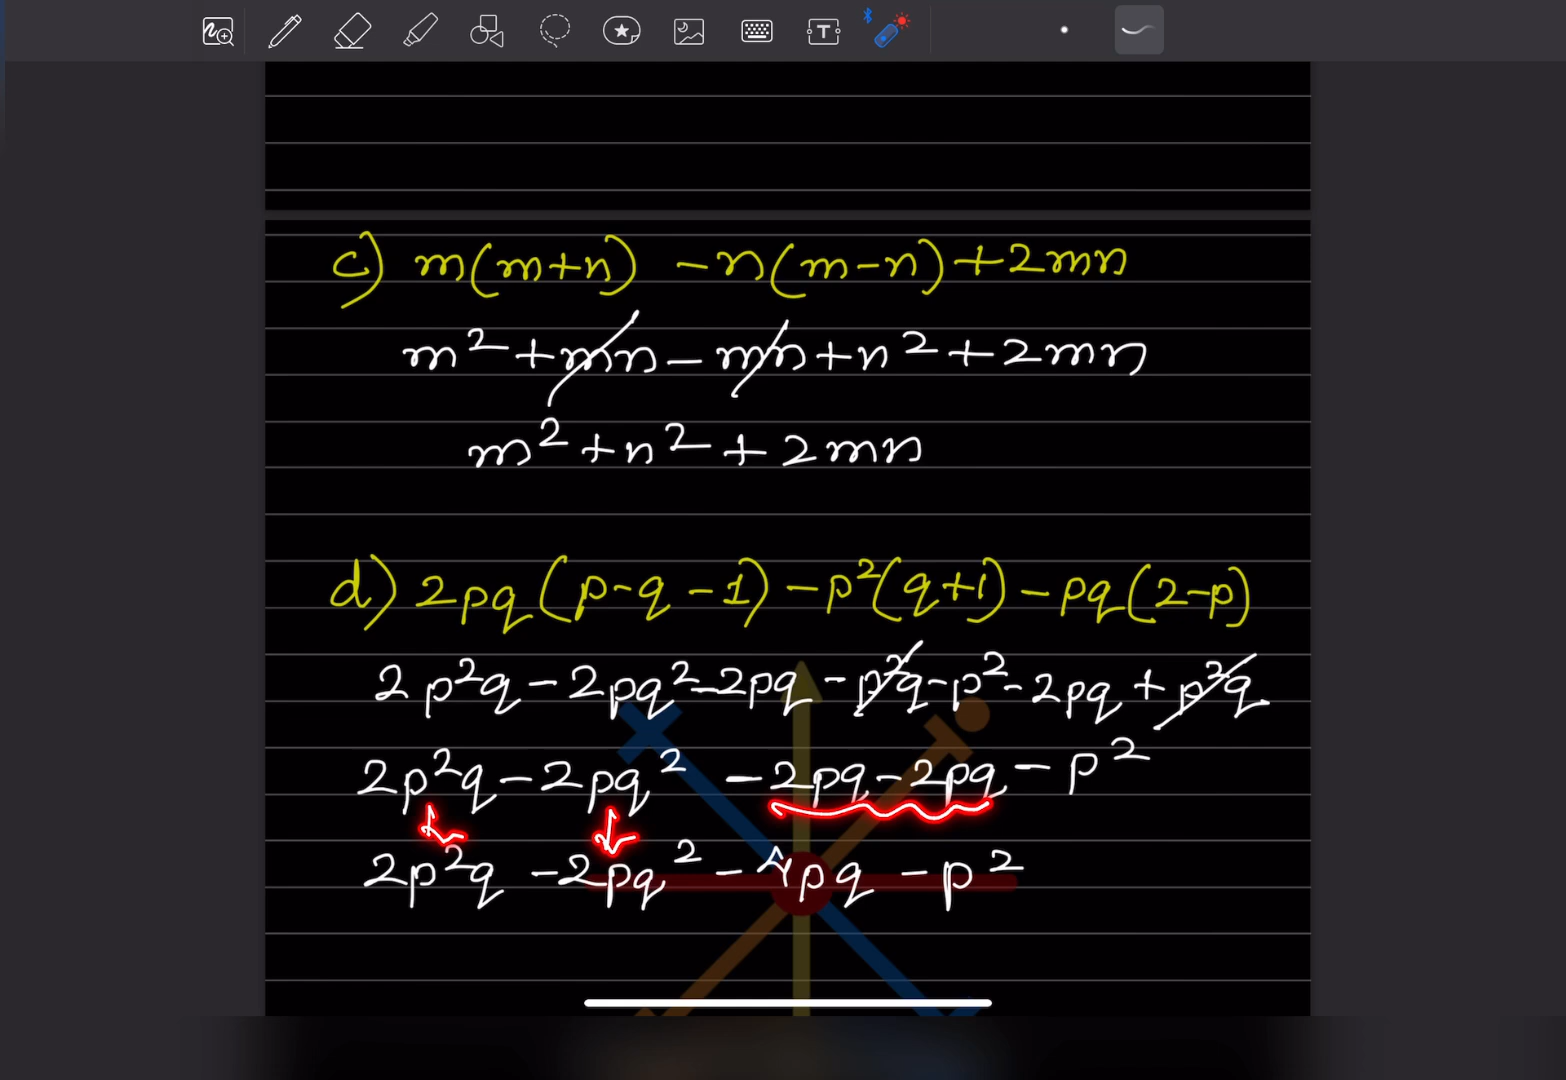 c) m(m+n) -n(m-n)+2mn
m²+mn-mn+n²+2mn
m²+n²+2mn
d) 2pq(p-q-1)-p²(q+1)-pq(2-p)
2p²q-2pq²-2pq-p²q-p²-2pq+p²q
2p²q-2pq² -2pq-2pq-p²
2p²q -2pq² -4pq -p²